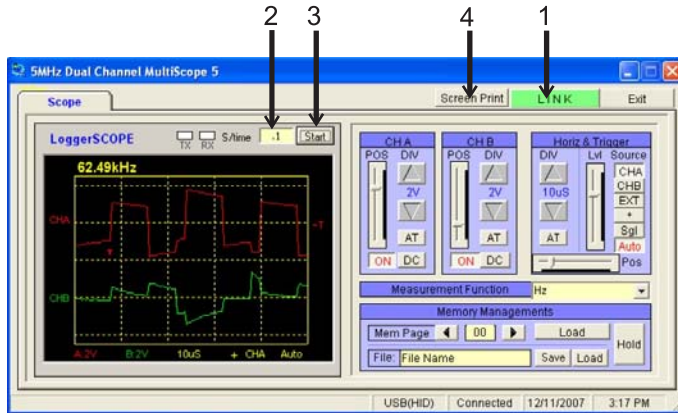 2 3 4 1
5MHz Dual Channel MultiScope 5
Scope
Screen Print LINK Exit
LoggerSCOPE TX RX S/time .1 Start
62.49kHz
CHA
T
CHB
A:2V B:2V 10uS + CHA Auto
CH A CH B Horiz & Trigger
POS DIV POS DIV DIV Lvl Source
CHA
2V 2V 10uS CHB
EXT
+
AT AT AT Sgl
Auto
ON DC ON DC Pos
Measurement Function Hz
Memory Managements
Mem Page 00 Load
Hold
File: File Name Save Load
USB(HID) Connected 12/11/2007 3:17 PM